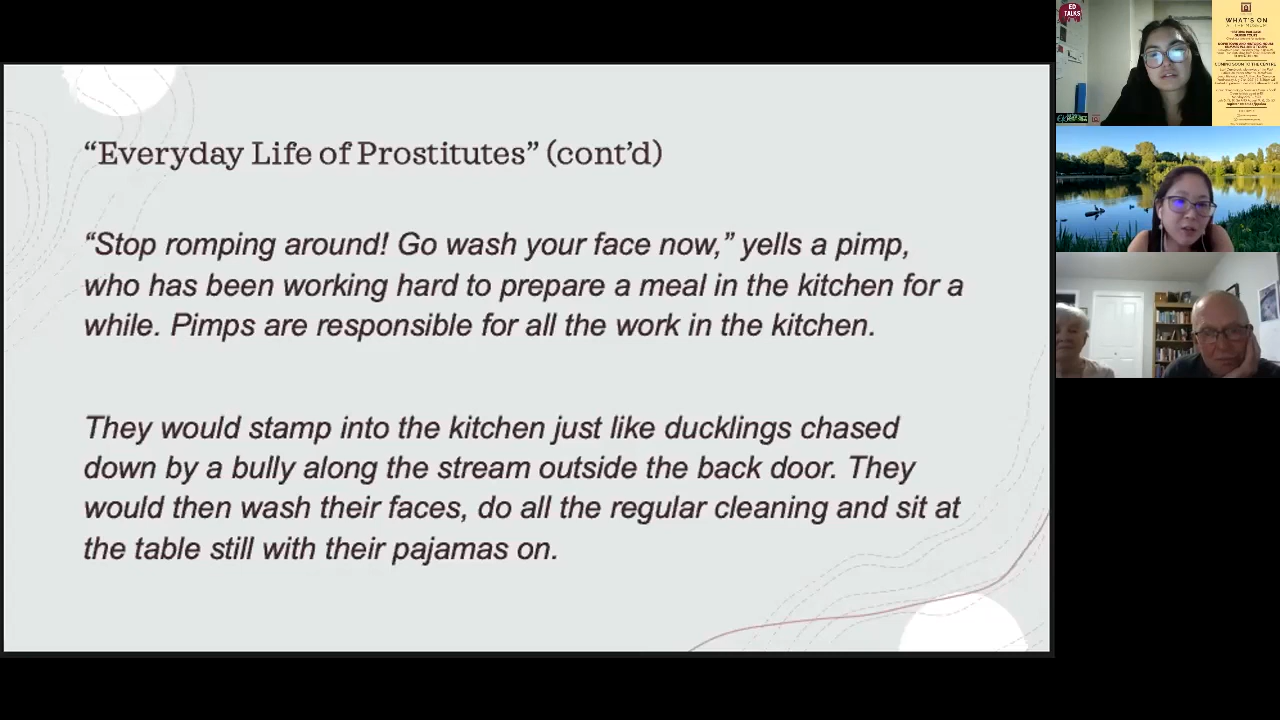 “Everyday Life of Prostitutes” (cont’d)
“Stop romping around! Go wash your face now,” yells a pimp,
who has been working hard to prepare a meal in the kitchen for a
while. Pimps are responsible for all the work in the kitchen.
They would stamp into the kitchen just like ducklings chased
down by a bully along the stream outside the back door. They
would then wash their faces, do all the regular cleaning and sit at
the table still with their pajamas on.
ED
TALKS
WHAT'S ON